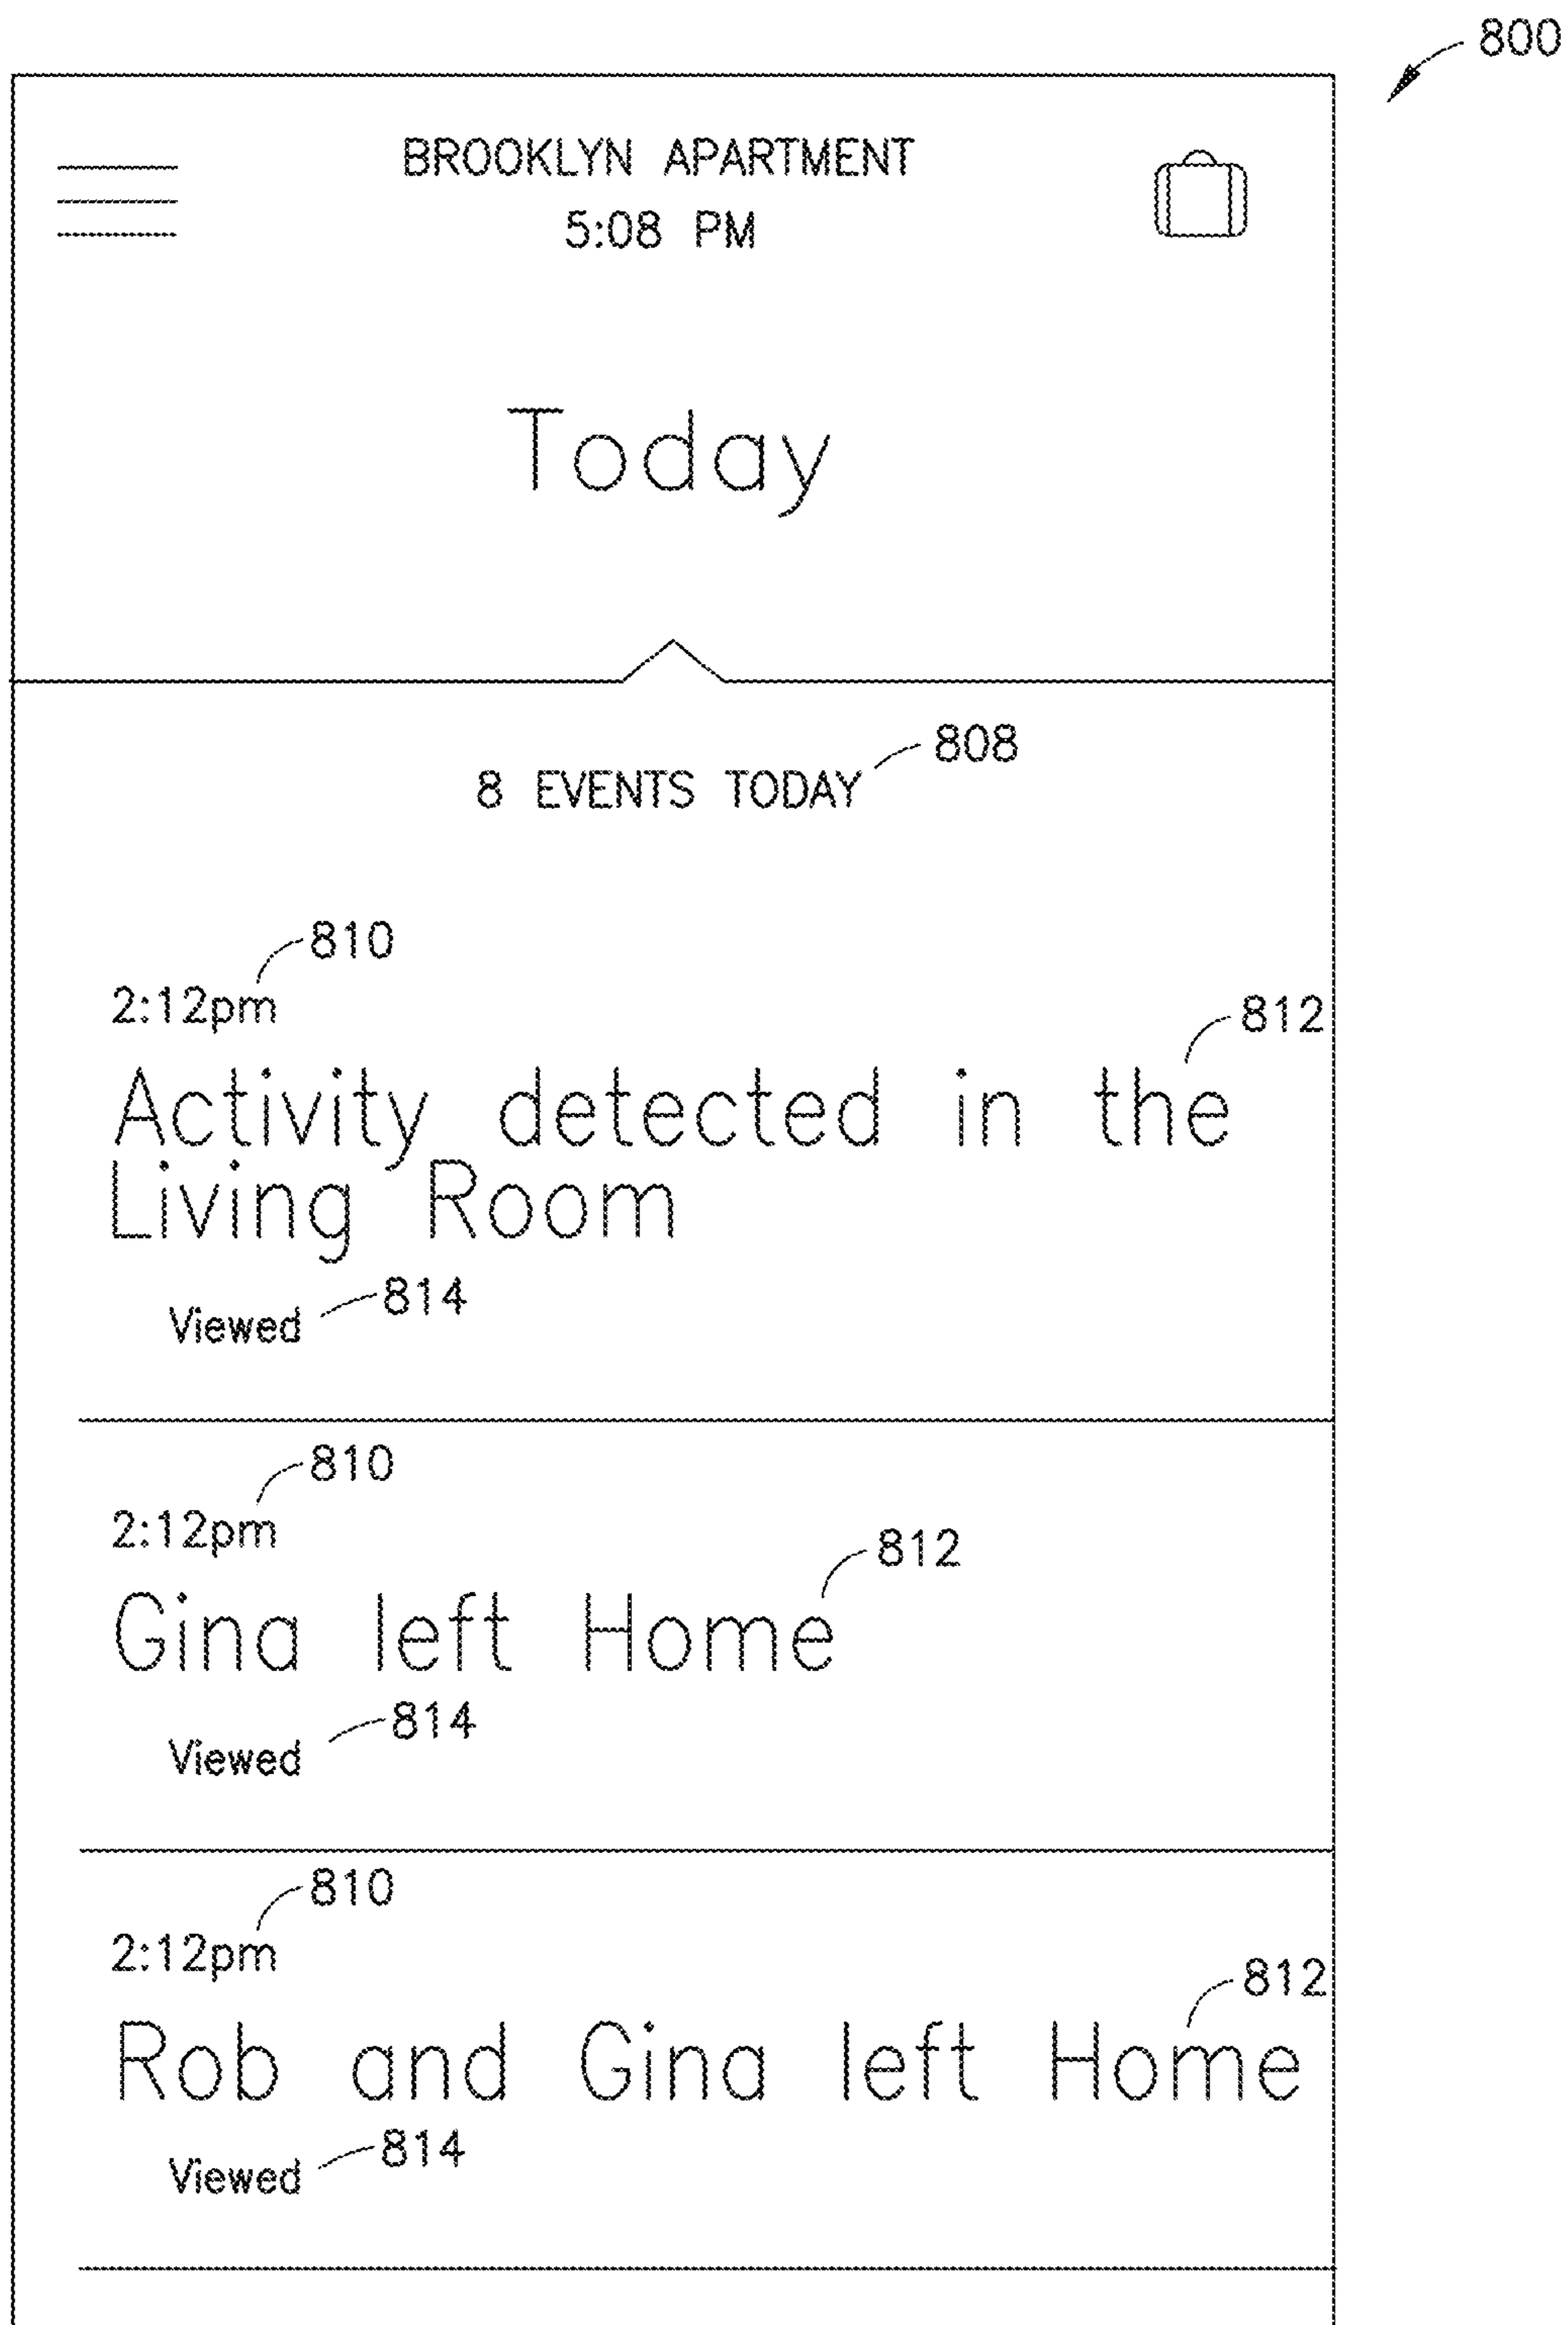 800
BROOKLYN APARTMENT
5:08 PM
Today
808
8 EVENTS TODAY
810
2:12pm
812
Activity detected in the
Living Room
814
Viewed
810
2:12pm
812
Gina left Home
814
Viewed
810
2:12pm
812
Rob and Gina left Home
814
Viewed